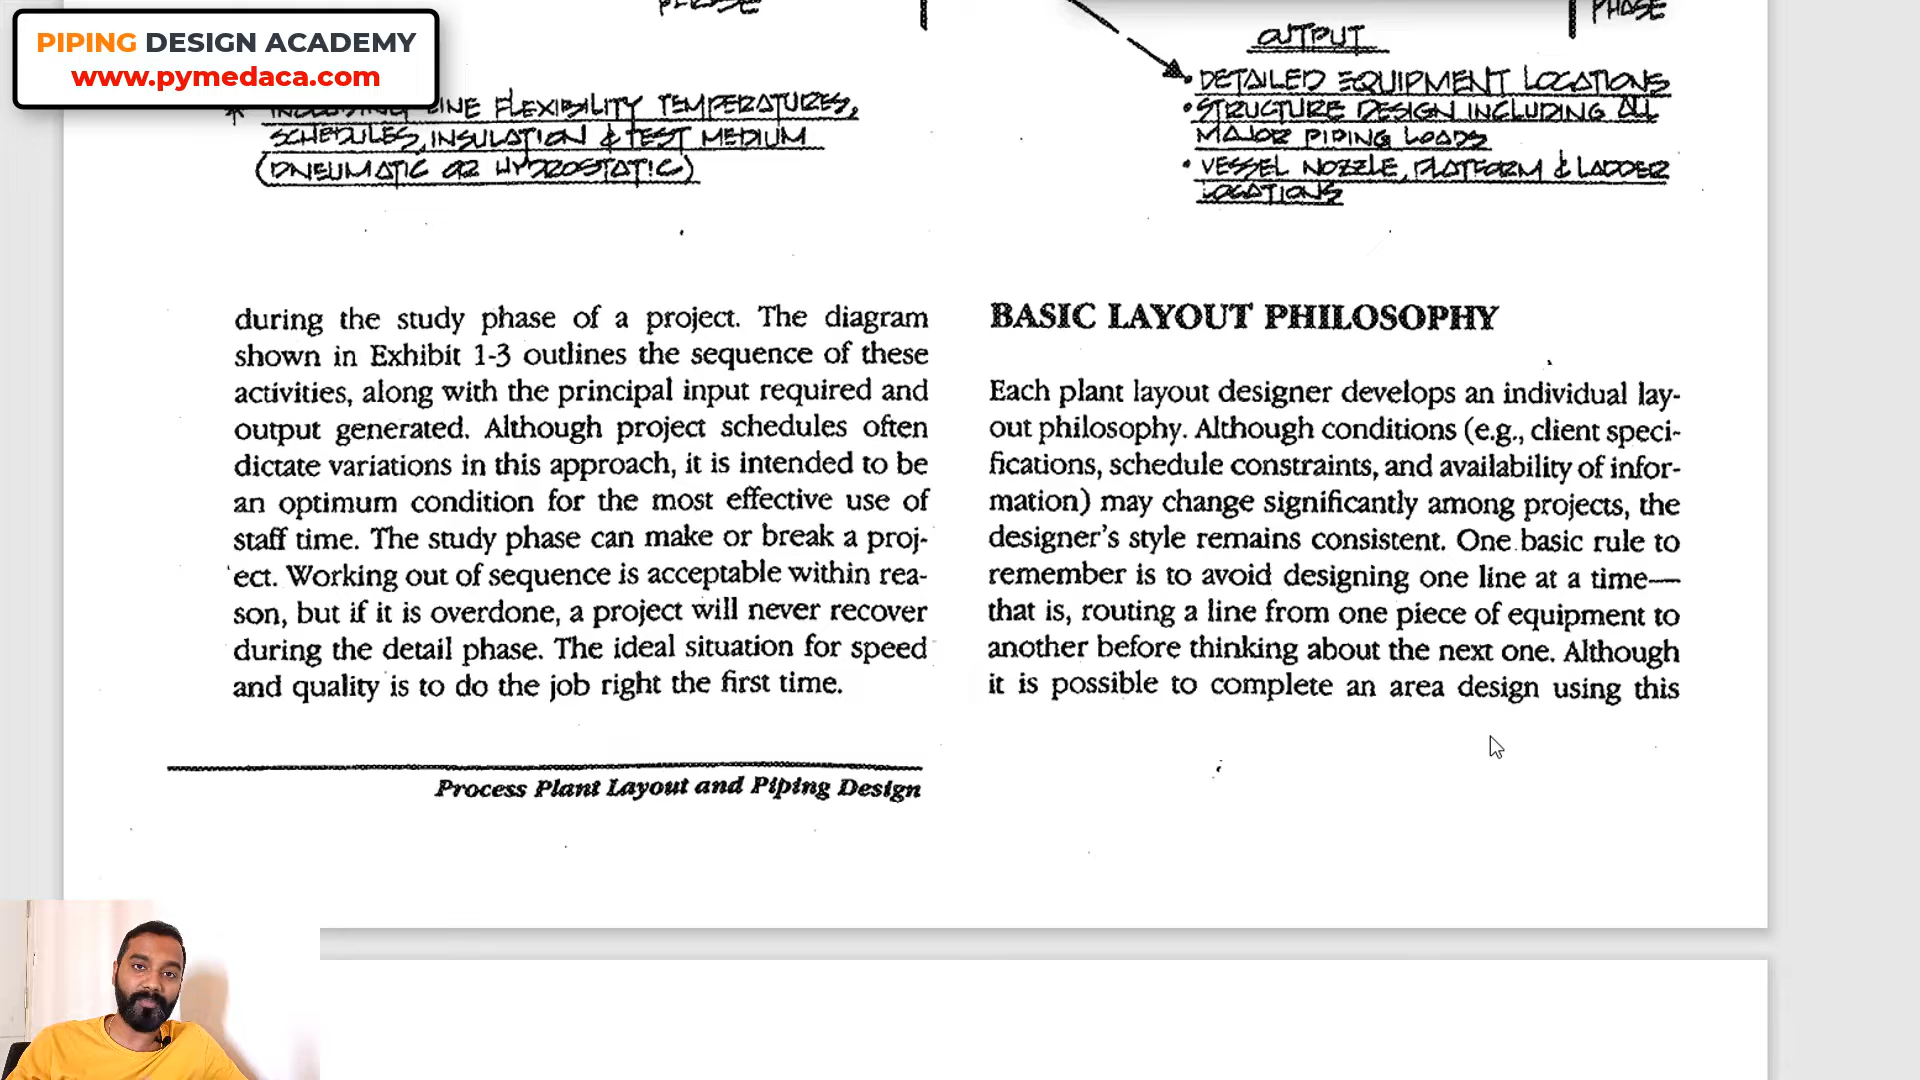 PIPING DESIGN ACADEMY
www.pymedaca.com
PHASE
OUTPUT
• DETAILED EQUIPMENT LOCATIONS
• STRUCTURE DESIGN INCLUDING ALL
MAJOR PIPING LOADS
• VESSEL NOZZLE, PLATFORM & LADDER
LOCATIONS
LINE FLEXIBILITY TEMPERATURES,
SCHEDULES, INSULATION & TEST MEDIUM
(PNEUMATIC OR HYDROSTATIC)
during the study phase of a project. The diagram
shown in Exhibit 1-3 outlines the sequence of these
activities, along with the principal input required and
output generated. Although project schedules often
dictate variations in this approach, it is intended to be
an optimum condition for the most effective use of
staff time. The study phase can make or break a proj-
ect. Working out of sequence is acceptable within rea-
son, but if it is overdone, a project will never recover
during the detail phase. The ideal situation for speed
and quality is to do the job right the first time.
Process Plant Layout and Piping Design
BASIC LAYOUT PHILOSOPHY
Each plant layout designer develops an individual lay-
out philosophy. Although conditions (e.g., client speci-
fications, schedule constraints, and availability of infor-
mation) may change significantly among projects, the
designer's style remains consistent. One basic rule to
remember is to avoid designing one line at a time—
that is, routing a line from one piece of equipment to
another before thinking about the next one. Although
it is possible to complete an area design using this